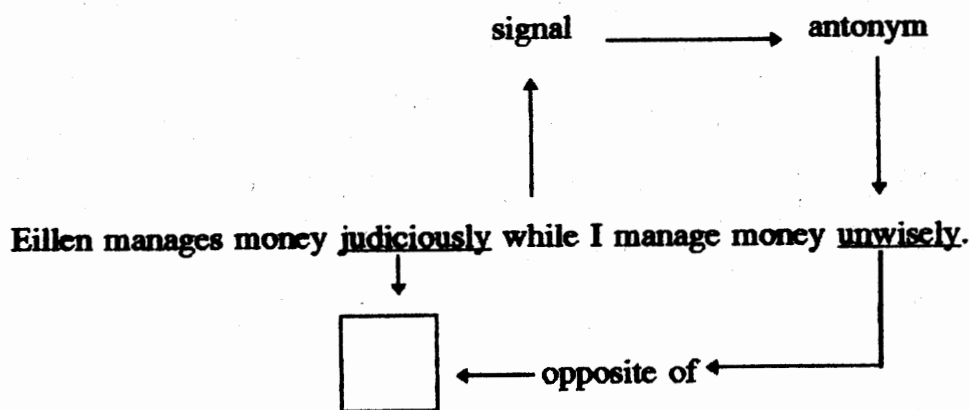 signal antonym
Eillen manages money judiciously while I manage money unwisely.
opposite of